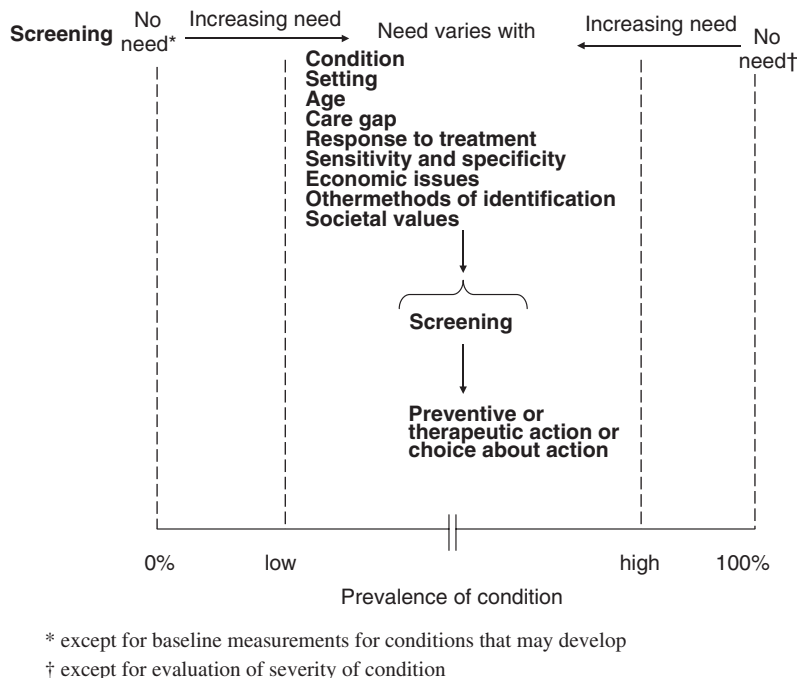 Screening
No need*
Increasing need
Need varies with
Increasing need
No need†
Condition
Setting
Age
Care gap
Response to treatment
Sensitivity and specificity
Economic issues
Othermethods of identification
Societal values
Screening
Preventive or
therapeutic action or
choice about action
0%
low
high
100%
Prevalence of condition
* except for baseline measurements for conditions that may develop
† except for evaluation of severity of condition